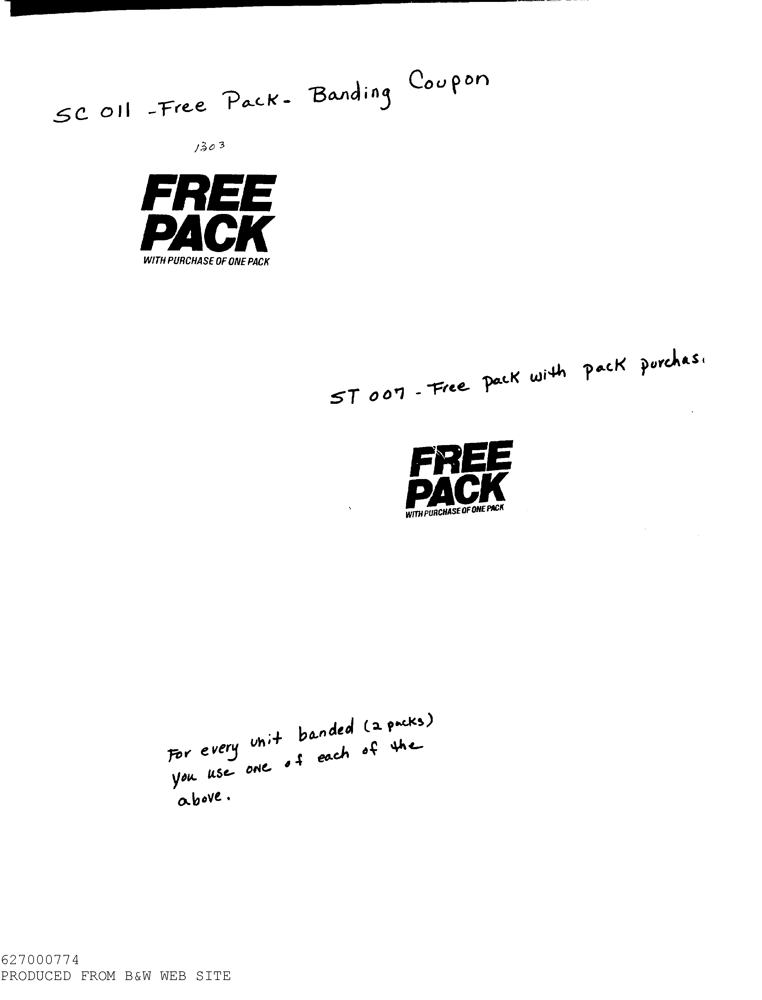 SC 011 - Free Pack - Banding Coupon
1303
FREE
PACK
WITH PURCHASE OF ONE PACK
ST 007 - Free pack with pack purchas
FREE
PACK
WITH PURCHASE OF ONE PACK
For every unit banded (2 packs)
you use one of each of the
above.
627000774
PRODUCED FROM B&W WEB SITE